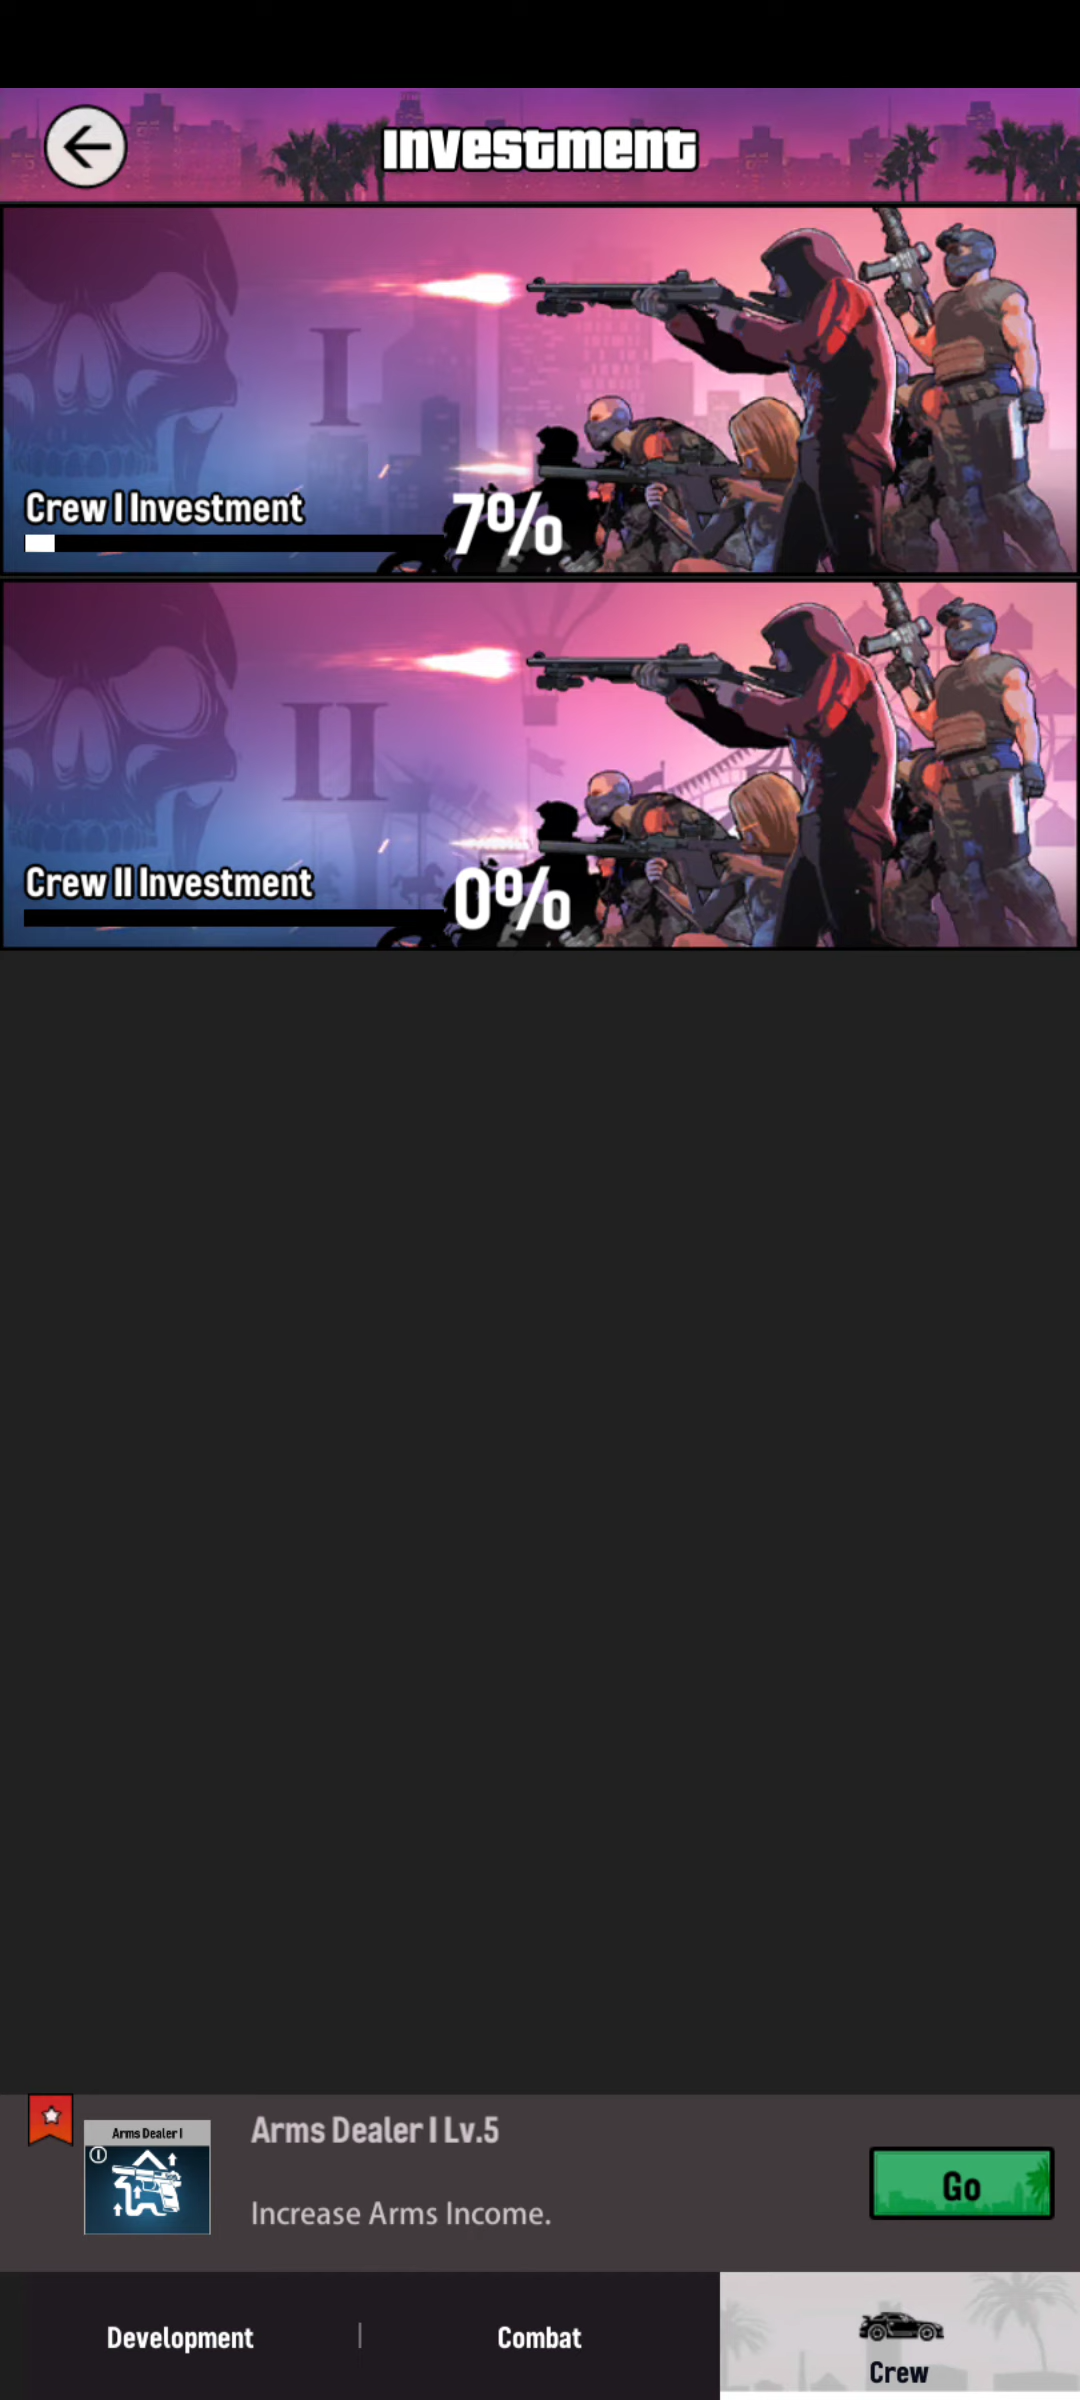 Investment
I
Crew I Investment
7%
II
Crew II Investment
0%
Arms Dealer I
Arms Dealer I Lv.5
Increase Arms Income.
Go
Development | Combat
Crew